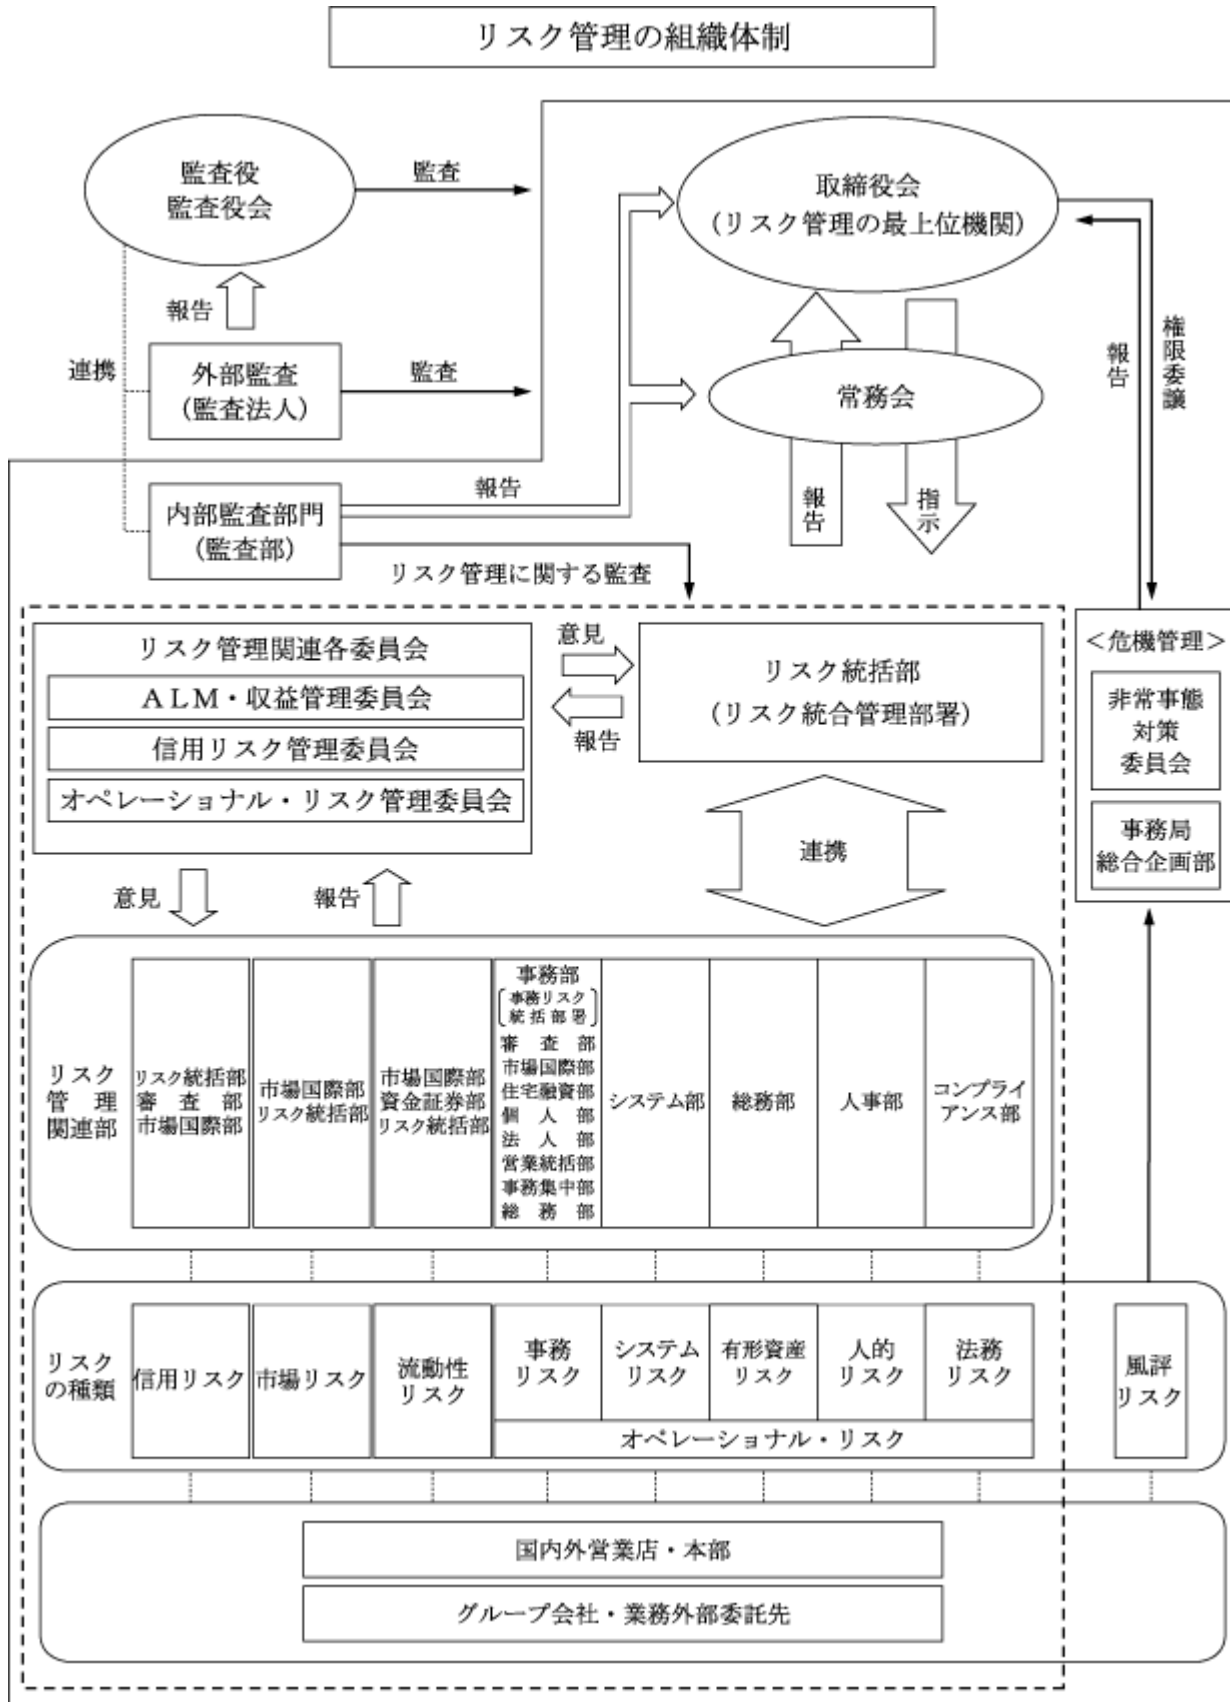 リスク管理の組織体制
監査役
監査役会
監査
取締役会
(リスク管理の最上位機関)
報告
連携
外部監査
(監査法人)
監査
常務会
報告
権限委譲
内部監査部門
(監査部)
報告
報告
指示
リスク管理に関する監査
リスク管理関連各委員会
ALM・収益管理委員会
信用リスク管理委員会
オペレーショナル・リスク管理委員会
意見
報告
リスク統括部
(リスク統合管理部署)
<危機管理>
非常事態
対策
委員会
事務局
総合企画部
意見
報告
連携
リスク
管理
関連部
リスク統括部
審査部
市場国際部
市場国際部
リスク統括部
市場国際部
資金証券部
リスク統括部
事務部
〔事務リスク
統括部署〕
審査部
市場国際部
住宅融資部
個人部
法人部
営業統括部
事務集中部
総務部
システム部
総務部
人事部
コンプライ
アンス部
リスク
の種類
信用リスク
市場リスク
流動性
リスク
事務
リスク
システム
リスク
有形資産
リスク
人的
リスク
法務
リスク
オペレーショナル・リスク
風評
リスク
国内外営業店・本部
グループ会社・業務外部委託先